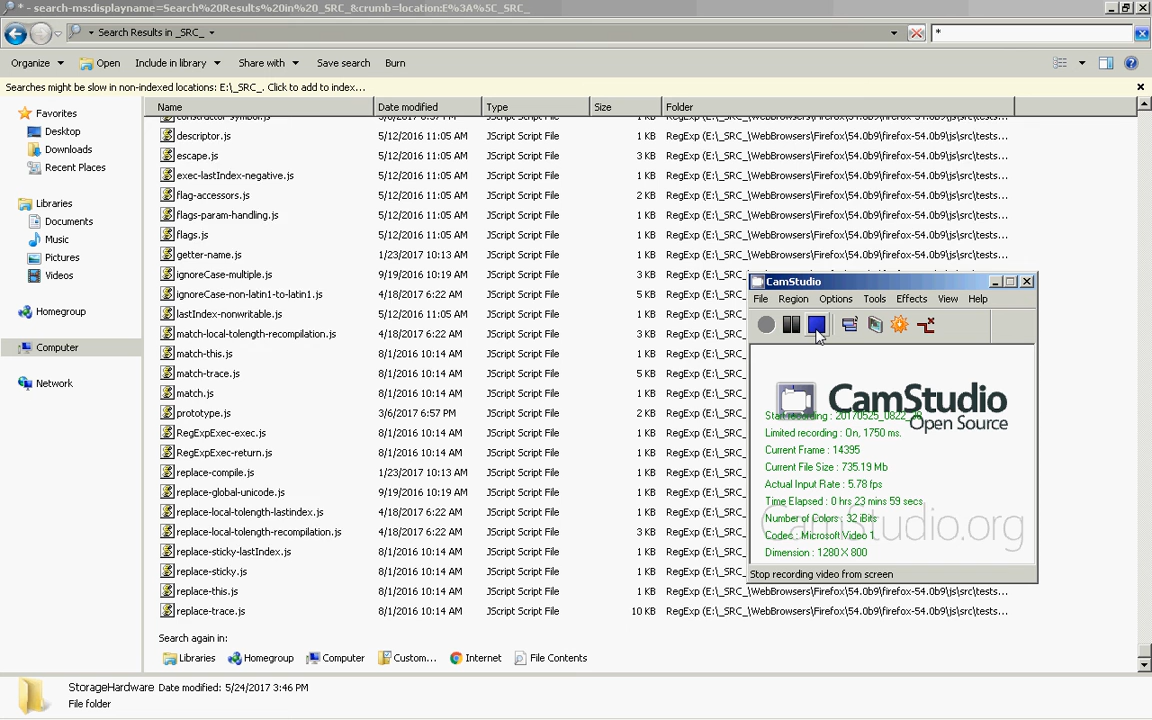 * - search-ms:displayname=Search%20Results%20in%20_SRC_&crumb=location:E%3A%5C_SRC_
Search Results in _SRC_
*
Organize Open Include in library Share with Save search Burn
Searches might be slow in non-indexed locations: E:\_SRC_. Click to add to index...
Favorites
Desktop
Downloads
Recent Places
Libraries
Documents
Music
Pictures
Videos
Homegroup
Computer
Network
Name Date modified Type Size Folder
descriptor.js 5/12/2016 11:05 AM JScript Script File 1 KB RegExp (E:\_SRC_\WebBrowsers\Firefox\54.0b9\firefox-54.0b9\js\src\tests...
escape.js 5/12/2016 11:05 AM JScript Script File 3 KB RegExp (E:\_SRC_\WebBrowsers\Firefox\54.0b9\firefox-54.0b9\js\src\tests...
exec-lastIndex-negative.js 5/12/2016 11:05 AM JScript Script File 1 KB RegExp (E:\_SRC_\WebBrowsers\Firefox\54.0b9\firefox-54.0b9\js\src\tests...
flag-accessors.js 5/12/2016 11:05 AM JScript Script File 2 KB RegExp (E:\_SRC_\WebBrowsers\Firefox\54.0b9\firefox-54.0b9\js\src\tests...
flags-param-handling.js 5/12/2016 11:05 AM JScript Script File 1 KB RegExp (E:\_SRC_\WebBrowsers\Firefox\54.0b9\firefox-54.0b9\js\src\tests...
flags.js 5/12/2016 11:05 AM JScript Script File 1 KB RegExp (E:\_SRC_\WebBrowsers\Firefox\54.0b9\firefox-54.0b9\js\src\tests...
getter-name.js 1/23/2017 10:13 AM JScript Script File 1 KB RegExp (E:\_SRC_\WebBrowsers\Firefox\54.0b9\firefox-54.0b9\js\src\tests...
ignoreCase-multiple.js 9/19/2016 10:19 AM JScript Script File 3 KB RegExp (E:\_SRC_
ignoreCase-non-latin1-to-latin1.js 4/18/2017 6:22 AM JScript Script File 5 KB RegExp (E:\_SRC_
lastIndex-nonwritable.js 8/1/2016 10:14 AM JScript Script File 1 KB RegExp (E:\_SRC_
match-local-tolength-recompilation.js 4/18/2017 6:22 AM JScript Script File 3 KB RegExp (E:\_SRC_
match-this.js 8/1/2016 10:14 AM JScript Script File 1 KB RegExp (E:\_SRC_
match-trace.js 8/1/2016 10:14 AM JScript Script File 5 KB RegExp (E:\_SRC_
match.js 8/1/2016 10:14 AM JScript Script File 1 KB RegExp (E:\_SRC_
prototype.js 3/6/2017 6:57 PM JScript Script File 2 KB RegExp (E:\_SRC_
RegExpExec-exec.js 8/1/2016 10:14 AM JScript Script File 1 KB RegExp (E:\_SRC_
RegExpExec-return.js 8/1/2016 10:14 AM JScript Script File 1 KB RegExp (E:\_SRC_
replace-compile.js 1/23/2017 10:13 AM JScript Script File 1 KB RegExp (E:\_SRC_
replace-global-unicode.js 9/19/2016 10:19 AM JScript Script File 1 KB RegExp (E:\_SRC_
replace-local-tolength-lastindex.js 4/18/2017 6:22 AM JScript Script File 1 KB RegExp (E:\_SRC_
replace-local-tolength-recompilation.js 4/18/2017 6:22 AM JScript Script File 3 KB RegExp (E:\_SRC_
replace-sticky-lastIndex.js 8/1/2016 10:14 AM JScript Script File 1 KB RegExp (E:\_SRC_
replace-sticky.js 8/1/2016 10:14 AM JScript Script File 1 KB RegExp (E:\_SRC_
replace-this.js 8/1/2016 10:14 AM JScript Script File 1 KB RegExp (E:\_SRC_\WebBrowsers\Firefox\54.0b9\firefox-54.0b9\js\src\tests...
replace-trace.js 8/1/2016 10:14 AM JScript Script File 10 KB RegExp (E:\_SRC_\WebBrowsers\Firefox\54.0b9\firefox-54.0b9\js\src\tests...
CamStudio
File Region Options Tools Effects View Help
CamStudio
Open Source
Limited recording : On, 1750 ms.
Current Frame : 14395
Current File Size : 735.19 Mb
Actual Input Rate : 5.78 fps
Time Elapsed : 0 hrs 23 mins 59 secs
CamStudio.org
Number of Colors : 32 iBits
Codec : Microsoft Video 1
Dimension : 1280 X 800
Stop recording video from screen
Search again in:
Libraries Homegroup Computer Custom... Internet File Contents
StorageHardware Date modified: 5/24/2017 3:46 PM
File folder